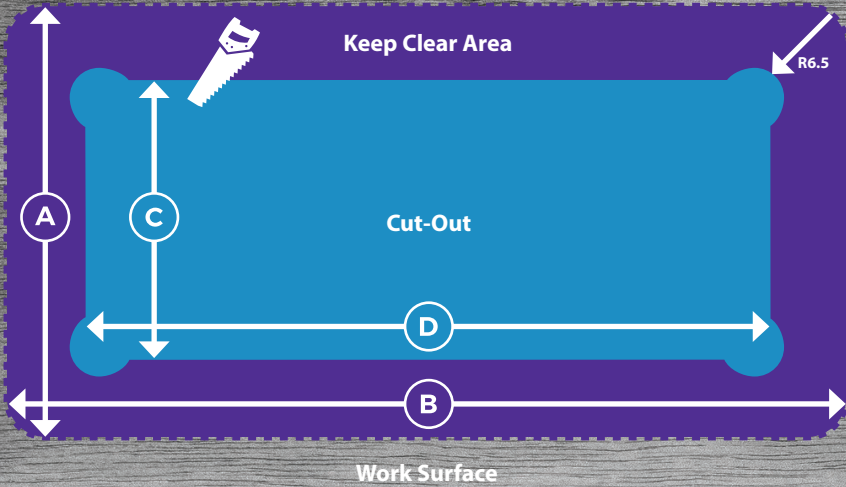 Keep Clear Area
R6.5
A
C
Cut-Out
D
B
Work Surface